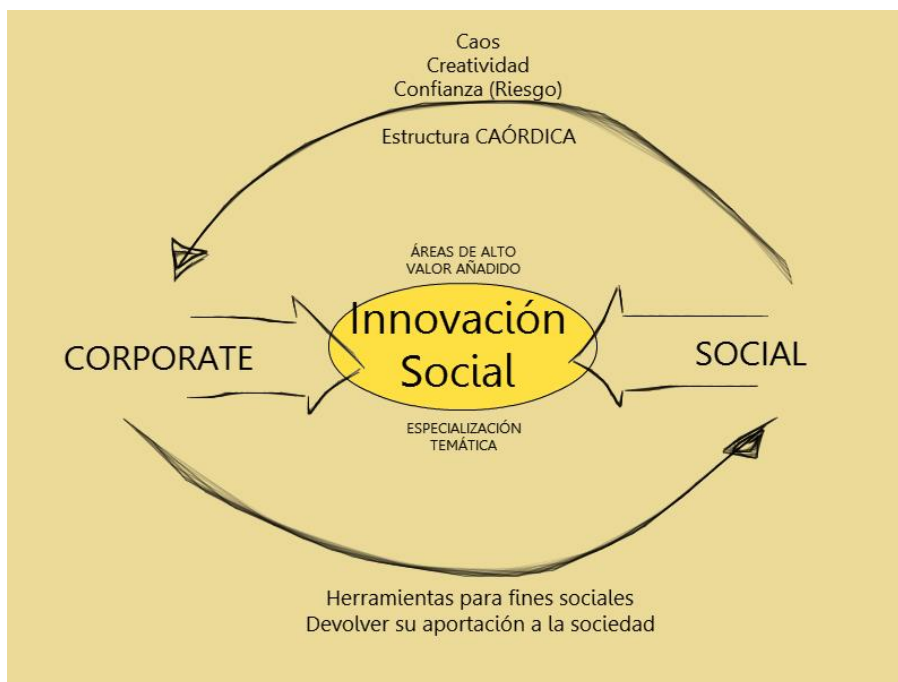 Caos
Creatividad
Confianza (Riesgo)
Estructura CAÓRDICA
ÁREAS DE ALTO
VALOR AÑADIDO
Innovación
Social
CORPORATE
SOCIAL
ESPECIALIZACIÓN
TEMÁTICA
Herramientas para fines sociales
Devolver su aportación a la sociedad